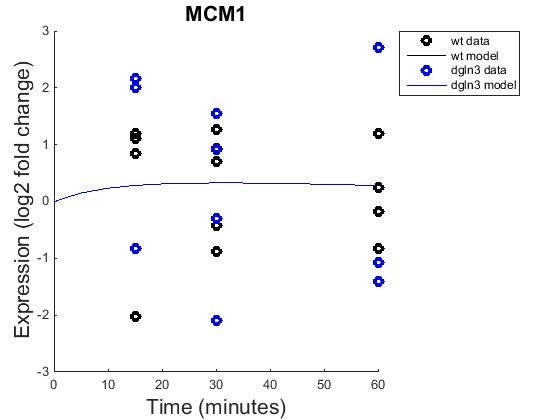 MCM1
Expression (log2 fold change)
3
2
1
0
-1
-2
-3
0 10 20 30 40 50 60
Time (minutes)
wt data
wt model
dgln3 data
dgln3 model